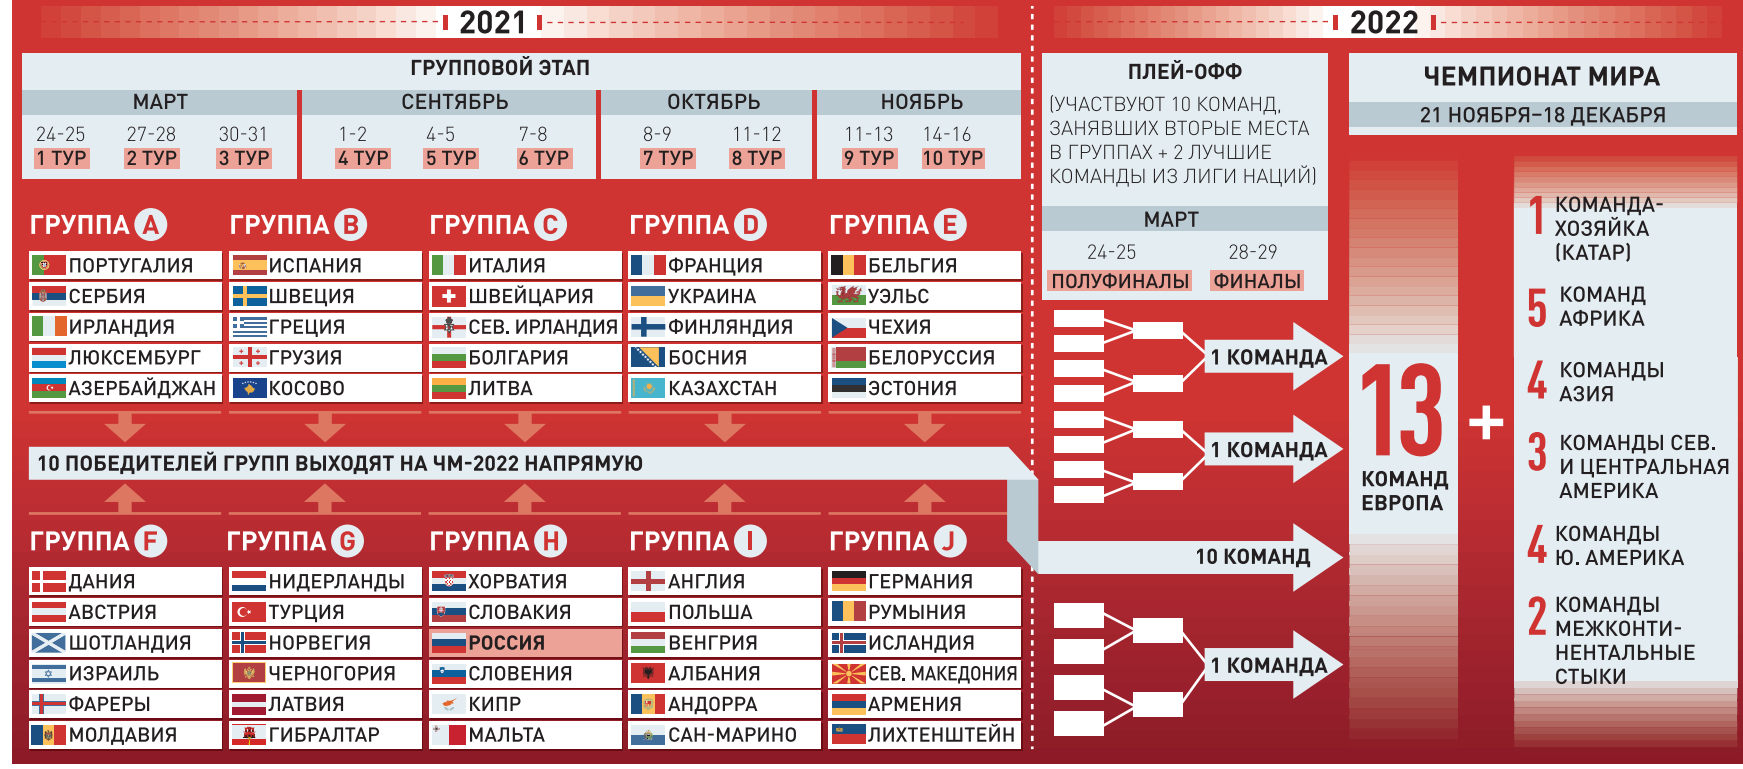 2021
2022
ГРУППОВОЙ ЭТАП
МАРТ
СЕНТЯБРЬ
ОКТЯБРЬ
НОЯБРЬ
24-25 27-28 30-31
1-2 4-5 7-8
8-9 11-12
11-13 14-16
1 ТУР 2 ТУР 3 ТУР
4 ТУР 5 ТУР 6 ТУР
7 ТУР 8 ТУР
9 ТУР 10 ТУР
ГРУППА A
ПОРТУГАЛИЯ
СЕРБИЯ
ИРЛАНДИЯ
ЛЮКСЕМБУРГ
АЗЕРБАЙДЖАН
ГРУППА B
ИСПАНИЯ
ШВЕЦИЯ
ГРЕЦИЯ
ГРУЗИЯ
КОСОВО
ГРУППА C
ИТАЛИЯ
ШВЕЙЦАРИЯ
СЕВ. ИРЛАНДИЯ
БОЛГАРИЯ
ЛИТВА
ГРУППА D
ФРАНЦИЯ
УКРАИНА
ФИНЛЯНДИЯ
БОСНИЯ
КАЗАХСТАН
ГРУППА E
БЕЛЬГИЯ
УЭЛЬС
ЧЕХИЯ
БЕЛОРУССИЯ
ЭСТОНИЯ
10 ПОБЕДИТЕЛЕЙ ГРУПП ВЫХОДЯТ НА ЧМ-2022 НАПРЯМУЮ
ГРУППА F
ДАНИЯ
АВСТРИЯ
ШОТЛАНДИЯ
ИЗРАИЛЬ
ФАРЕРЫ
МОЛДАВИЯ
ГРУППА G
НИДЕРЛАНДЫ
ТУРЦИЯ
НОРВЕГИЯ
ЧЕРНОГОРИЯ
ЛАТВИЯ
ГИБРАЛТАР
ГРУППА H
ХОРВАТИЯ
СЛОВАКИЯ
РОССИЯ
СЛОВЕНИЯ
КИПР
МАЛЬТА
ГРУППА I
АНГЛИЯ
ПОЛЬША
ВЕНГРИЯ
АЛБАНИЯ
АНДОРРА
САН-МАРИНО
ГРУППА J
ГЕРМАНИЯ
РУМЫНИЯ
ИСЛАНДИЯ
СЕВ. МАКЕДОНИЯ
АРМЕНИЯ
ЛИХТЕНШТЕЙН
ПЛЕЙ-ОФФ
(УЧАСТВУЮТ 10 КОМАНД,
ЗАНЯВШИХ ВТОРЫЕ МЕСТА
В ГРУППАХ + 2 ЛУЧШИЕ
КОМАНДЫ ИЗ ЛИГИ НАЦИЙ)
МАРТ
24-25 28-29
ПОЛУФИНАЛЫ ФИНАЛЫ
1 КОМАНДА
1 КОМАНДА
10 КОМАНД
1 КОМАНДА
ЧЕМПИОНАТ МИРА
21 НОЯБРЯ–18 ДЕКАБРЯ
13
КОМАНД
ЕВРОПА
+
1 КОМАНДА-
ХОЗЯЙКА
(КАТАР)
5 КОМАНД
АФРИКА
4 КОМАНДЫ
АЗИЯ
3 КОМАНДЫ СЕВ.
И ЦЕНТРАЛЬНАЯ
АМЕРИКА
4 КОМАНДЫ
Ю. АМЕРИКА
2 КОМАНДЫ
МЕЖКОНТИ-
НЕНТАЛЬНЫЕ
СТЫКИ